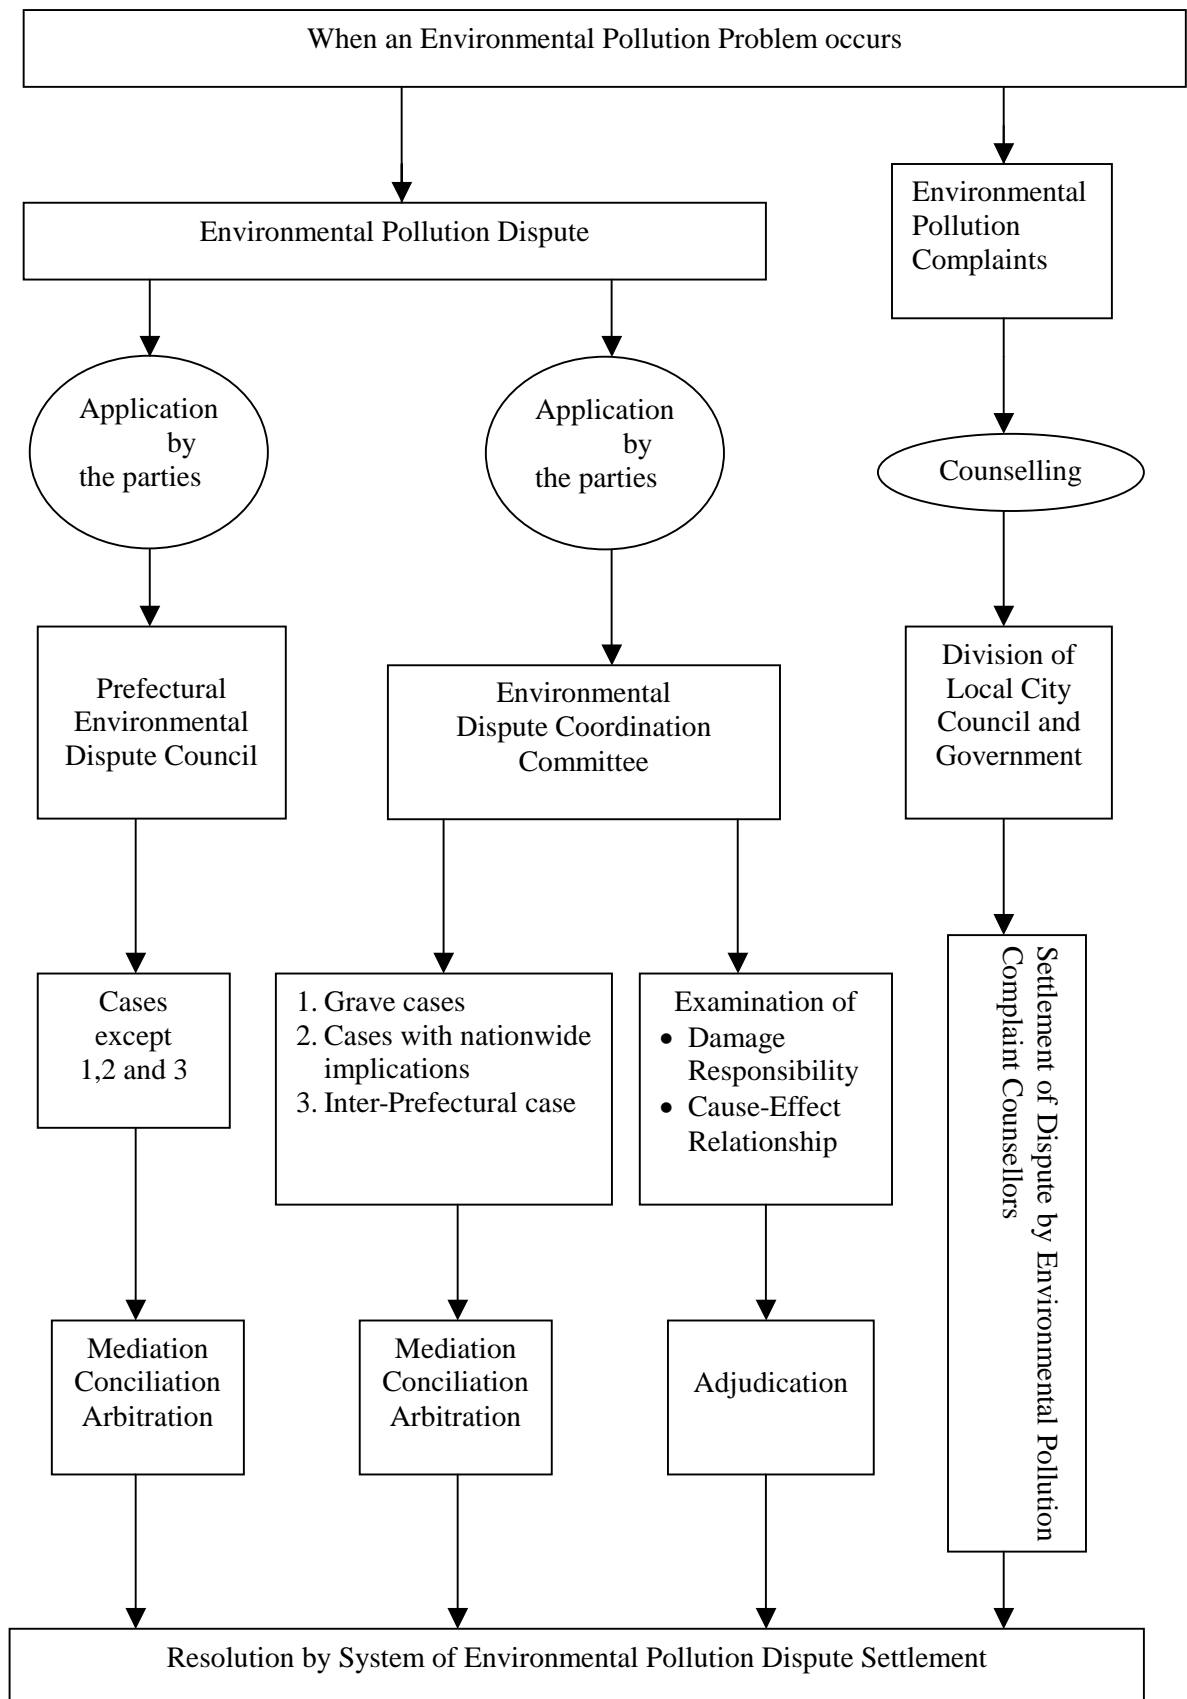 When an Environmental Pollution Problem occurs
Environmental
Pollution
Complaints
Environmental Pollution Dispute
Application
by
the parties
Application
by
the parties
Counselling
Prefectural
Environmental
Dispute Council
Environmental
Dispute Coordination
Committee
Division of
Local City
Council and
Government
Cases
except
1,2 and 3
1. Grave cases
2. Cases with nationwide
implications
3. Inter-Prefectural case
Examination of
• Damage
Responsibility
• Cause-Effect
Relationship
Settlement of Dispute by Environmental Pollution
Complaint Counsellors
Mediation
Conciliation
Arbitration
Mediation
Conciliation
Arbitration
Adjudication
Resolution by System of Environmental Pollution Dispute Settlement